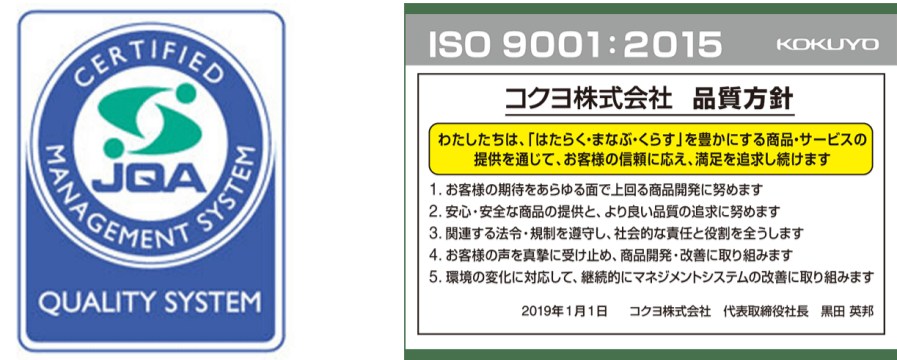 CERTIFIED
JQA
MANAGEMENT SYSTEM
QUALITY SYSTEM
ISO 9001:2015 KOKUYO
コクヨ株式会社 品質方針
わたしたちは、「はたらく・まなぶ・くらす」を豊かにする商品・サービスの
提供を通じて、お客様の信頼に応え、満足を追求し続けます
1. お客様の期待をあらゆる面で上回る商品開発に努めます
2. 安心・安全な商品の提供と、より良い品質の追求に努めます
3. 関連する法令・規制を遵守し、社会的な責任と役割を全うします
4. お客様の声を真摯に受け止め、商品開発・改善に取り組みます
5. 環境の変化に対応して、継続的にマネジメントシステムの改善に取り組みます
2019年1月1日 コクヨ株式会社 代表取締役社長 黒田 英邦